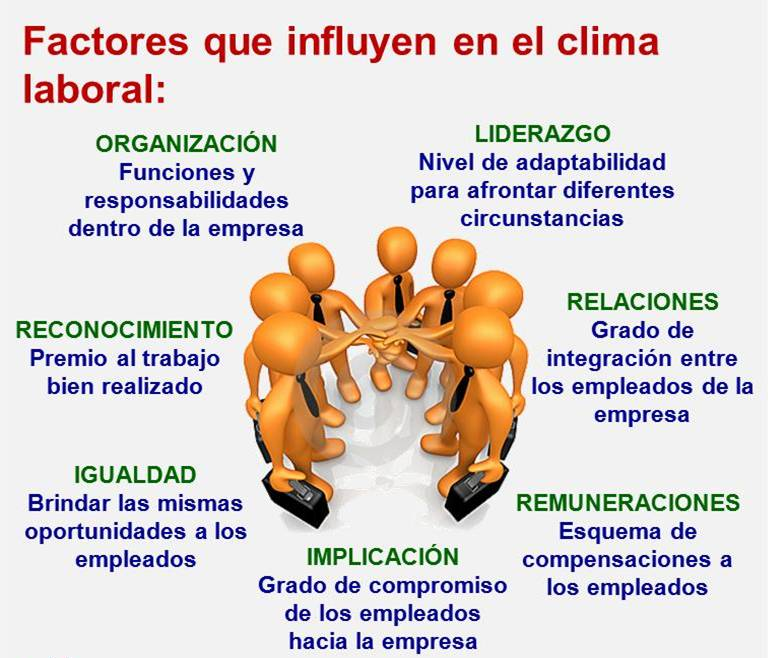 Factores que influyen en el clima
laboral:
ORGANIZACIÓN
Funciones y
responsabilidades
dentro de la empresa
LIDERAZGO
Nivel de adaptabilidad
para afrontar diferentes
circunstancias
RECONOCIMIENTO
Premio al trabajo
bien realizado
RELACIONES
Grado de
integración entre
los empleados de la
empresa
IGUALDAD
Brindar las mismas
oportunidades a los
empleados
REMUNERACIONES
Esquema de
compensaciones a
los empleados
IMPLICACIÓN
Grado de compromiso
de los empleados
hacia la empresa